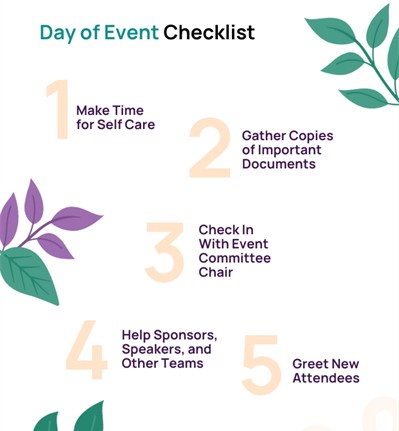 Day of Event Checklist
1
Make Time
for Self Care
2
Gather Copies
of Important
Documents
3
Check In
With Event
Committee
Chair
4
Help Sponsors,
Speakers, and
Other Teams
5
Greet New
Attendees